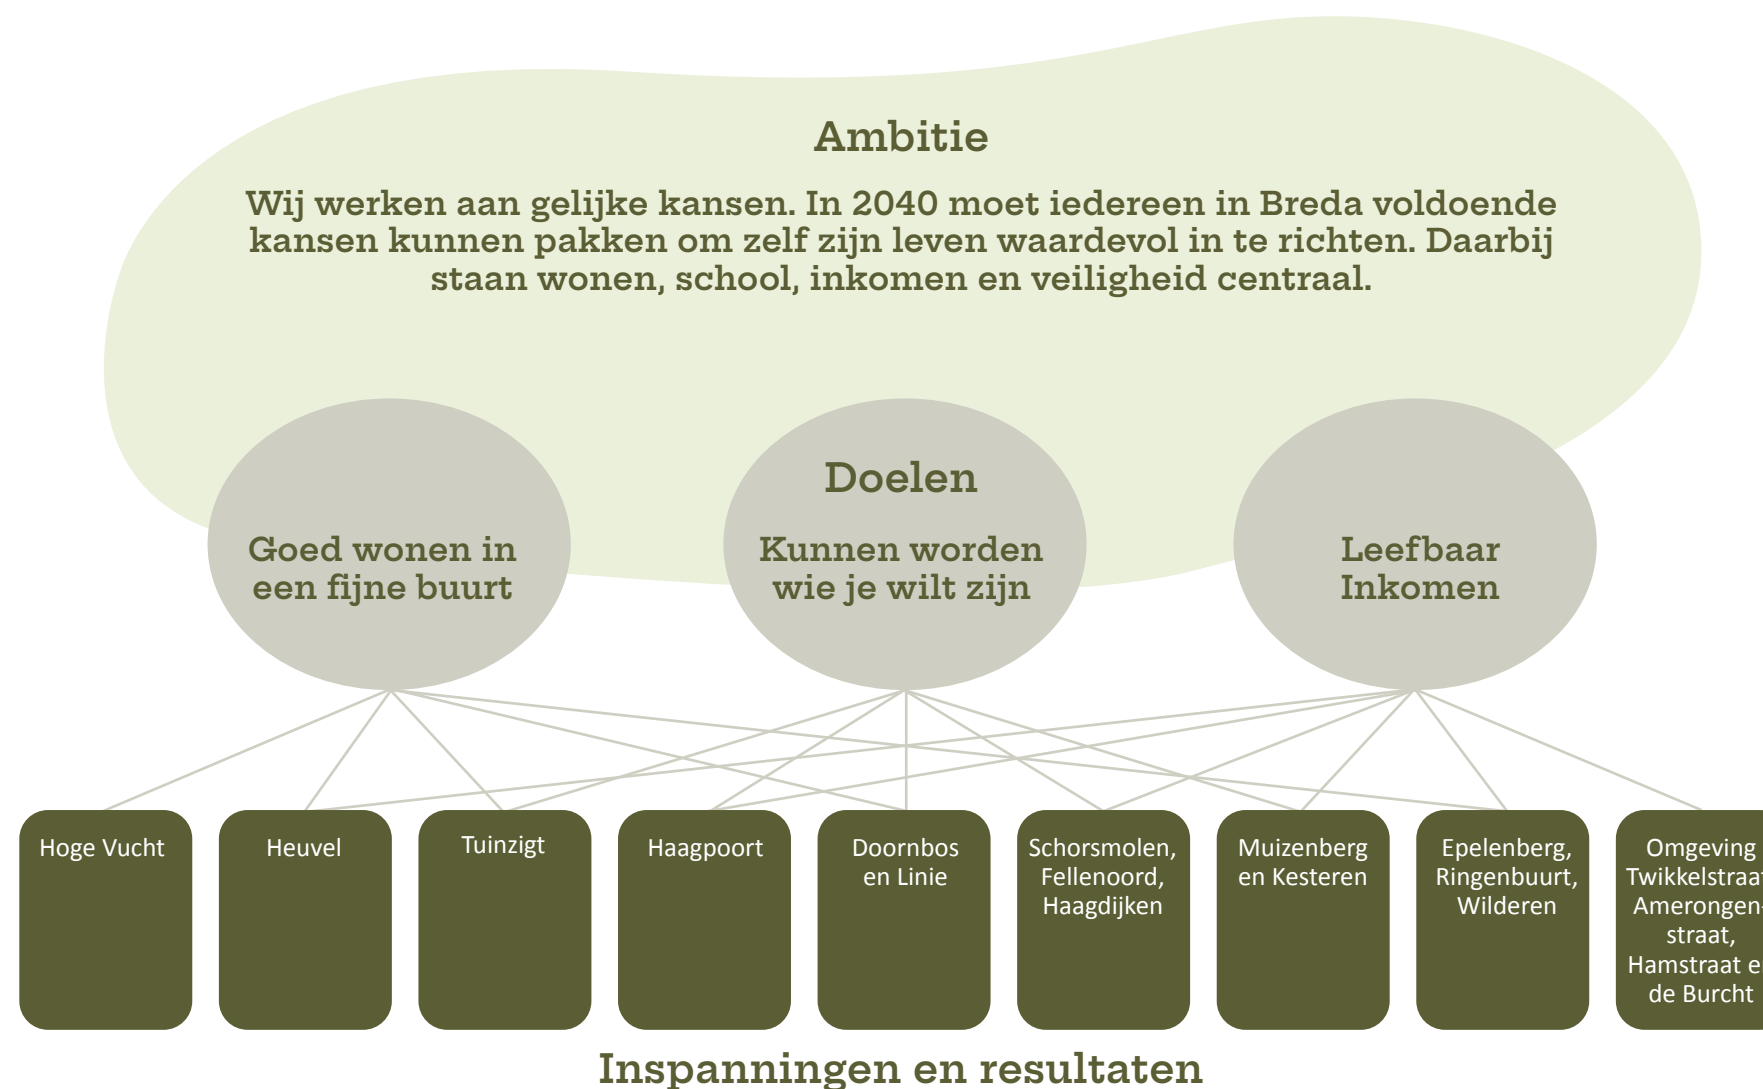 Ambitie
Wij werken aan gelijke kansen. In 2040 moet iedereen in Breda voldoende
kansen kunnen pakken om zelf zijn leven waardevol in te richten. Daarbij
staan wonen, school, inkomen en veiligheid centraal.
Doelen
Goed wonen in
een fijne buurt
Kunnen worden
wie je wilt zijn
Leefbaar
Inkomen
Hoge Vucht
Heuvel
Tuinzigt
Haagpoort
Doornbos
en Linie
Schorsmolen,
Fellenoord,
Haagdijken
Muizenberg
en Kesteren
Epelenberg,
Ringenbuurt,
Wilderen
Omgeving
Twikkelstraat
Amerongen-
straat,
Hamstraat e
de Burcht
Inspanningen en resultaten